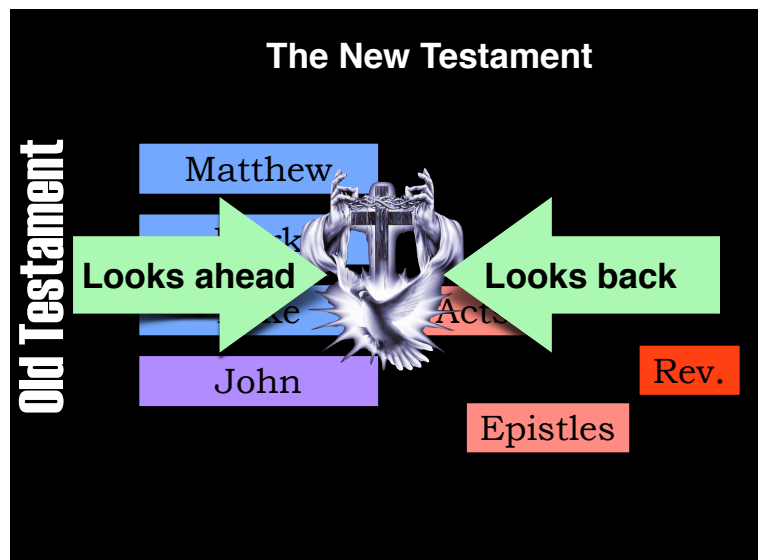 The New Testament
Old Testament
Matthew
Looks ahead
Looks back
Acts
John
Rev.
Epistles